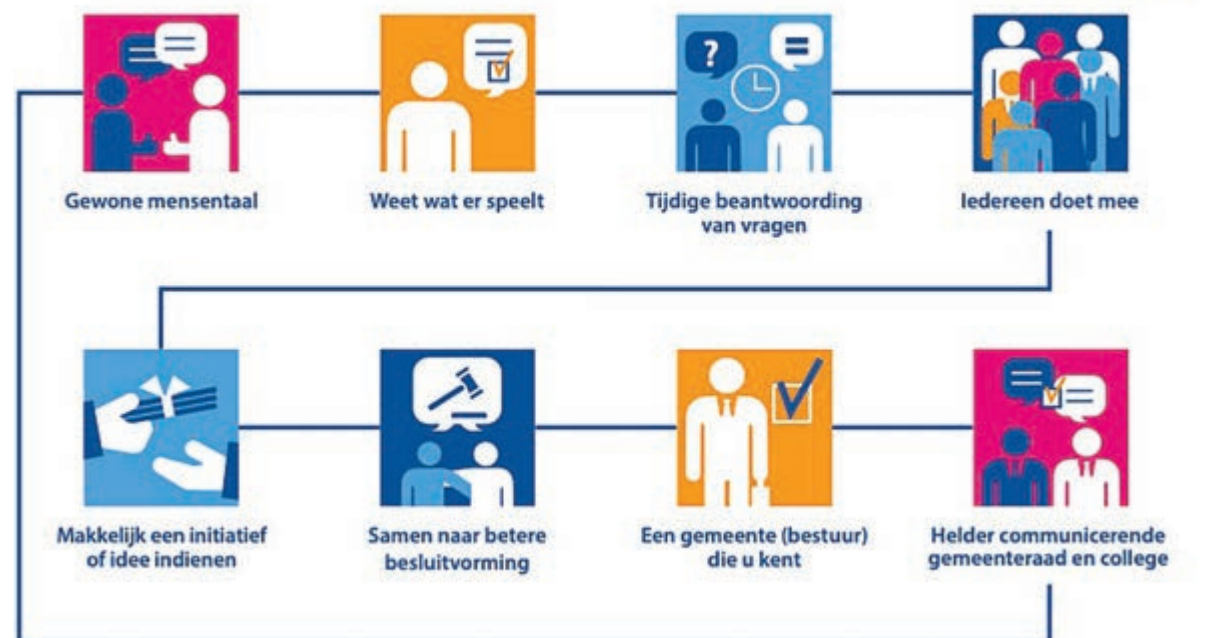 Gewone mensentaal
Weet wat er speelt
Tijdige beantwoording
van vragen
Iedereen doet mee
Makkelijk een initiatief
of idee indienen
Samen naar betere
besluitvorming
Een gemeente (bestuur)
die u kent
Helder communicerende
gemeenteraad en college